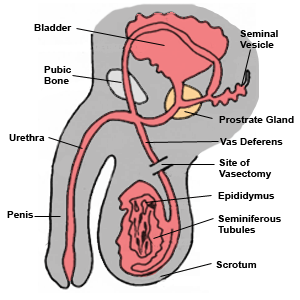 Bladder
Seminal
Vesicle
Pubic
Bone
Prostrate Gland
Urethra
Vas Deferens
Site of
Vasectomy
Epididymus
Penis
Seminiferous
Tubules
Scrotum